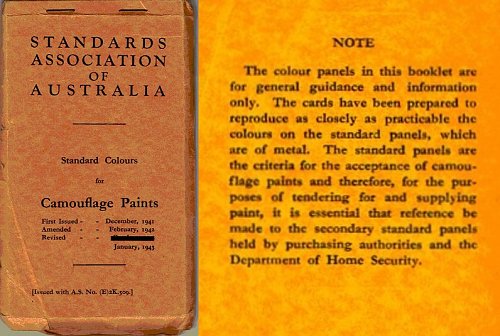 STANDARDS
ASSOCIATION
OF
AUSTRALIA
Standard Colours
for
Camouflage Paints
First Issued - - December, 1941
Amended - - February, 1942
Revised - -
January, 1943
[Issued with A.S. No. (E)2K.509.]
NOTE
The colour panels in this booklet are
for general guidance and information
only. The cards have been prepared to
reproduce as closely as practicable the
colours on the standard panels, which
are of metal. The standard panels are
the criteria for the acceptance of camou-
flage paints and therefore, for the pur-
poses of tendering for and supplying
paint, it is essential that reference be
made to the secondary standard panels
held by purchasing authorities and the
Department of Home Security.